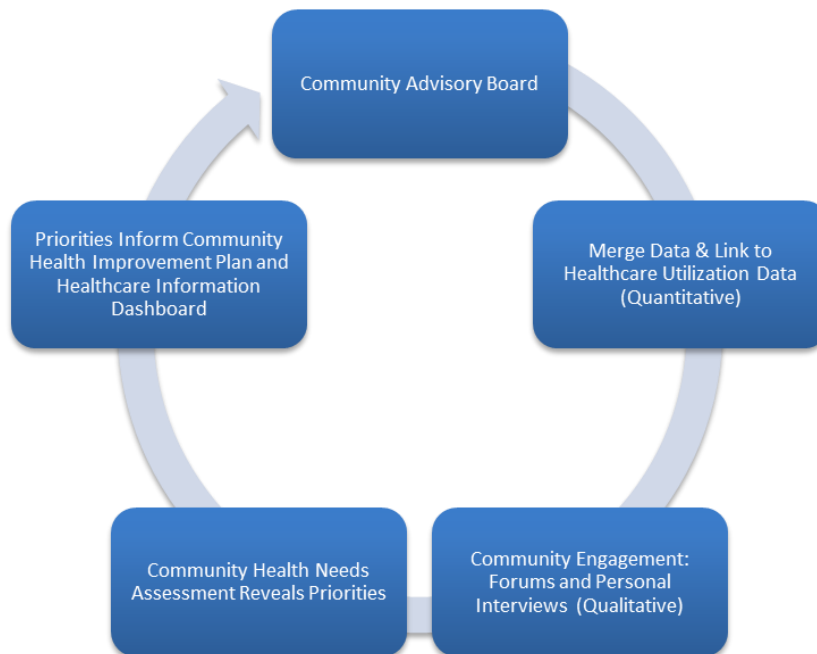 Community Advisory Board
Merge Data & Link to
Healthcare Utilization Data
(Quantitative)
Community Engagement:
Forums and Personal
Interviews (Qualitative)
Community Health Needs
Assessment Reveals Priorities
Priorities Inform Community
Health Improvement Plan and
Healthcare Information
Dashboard